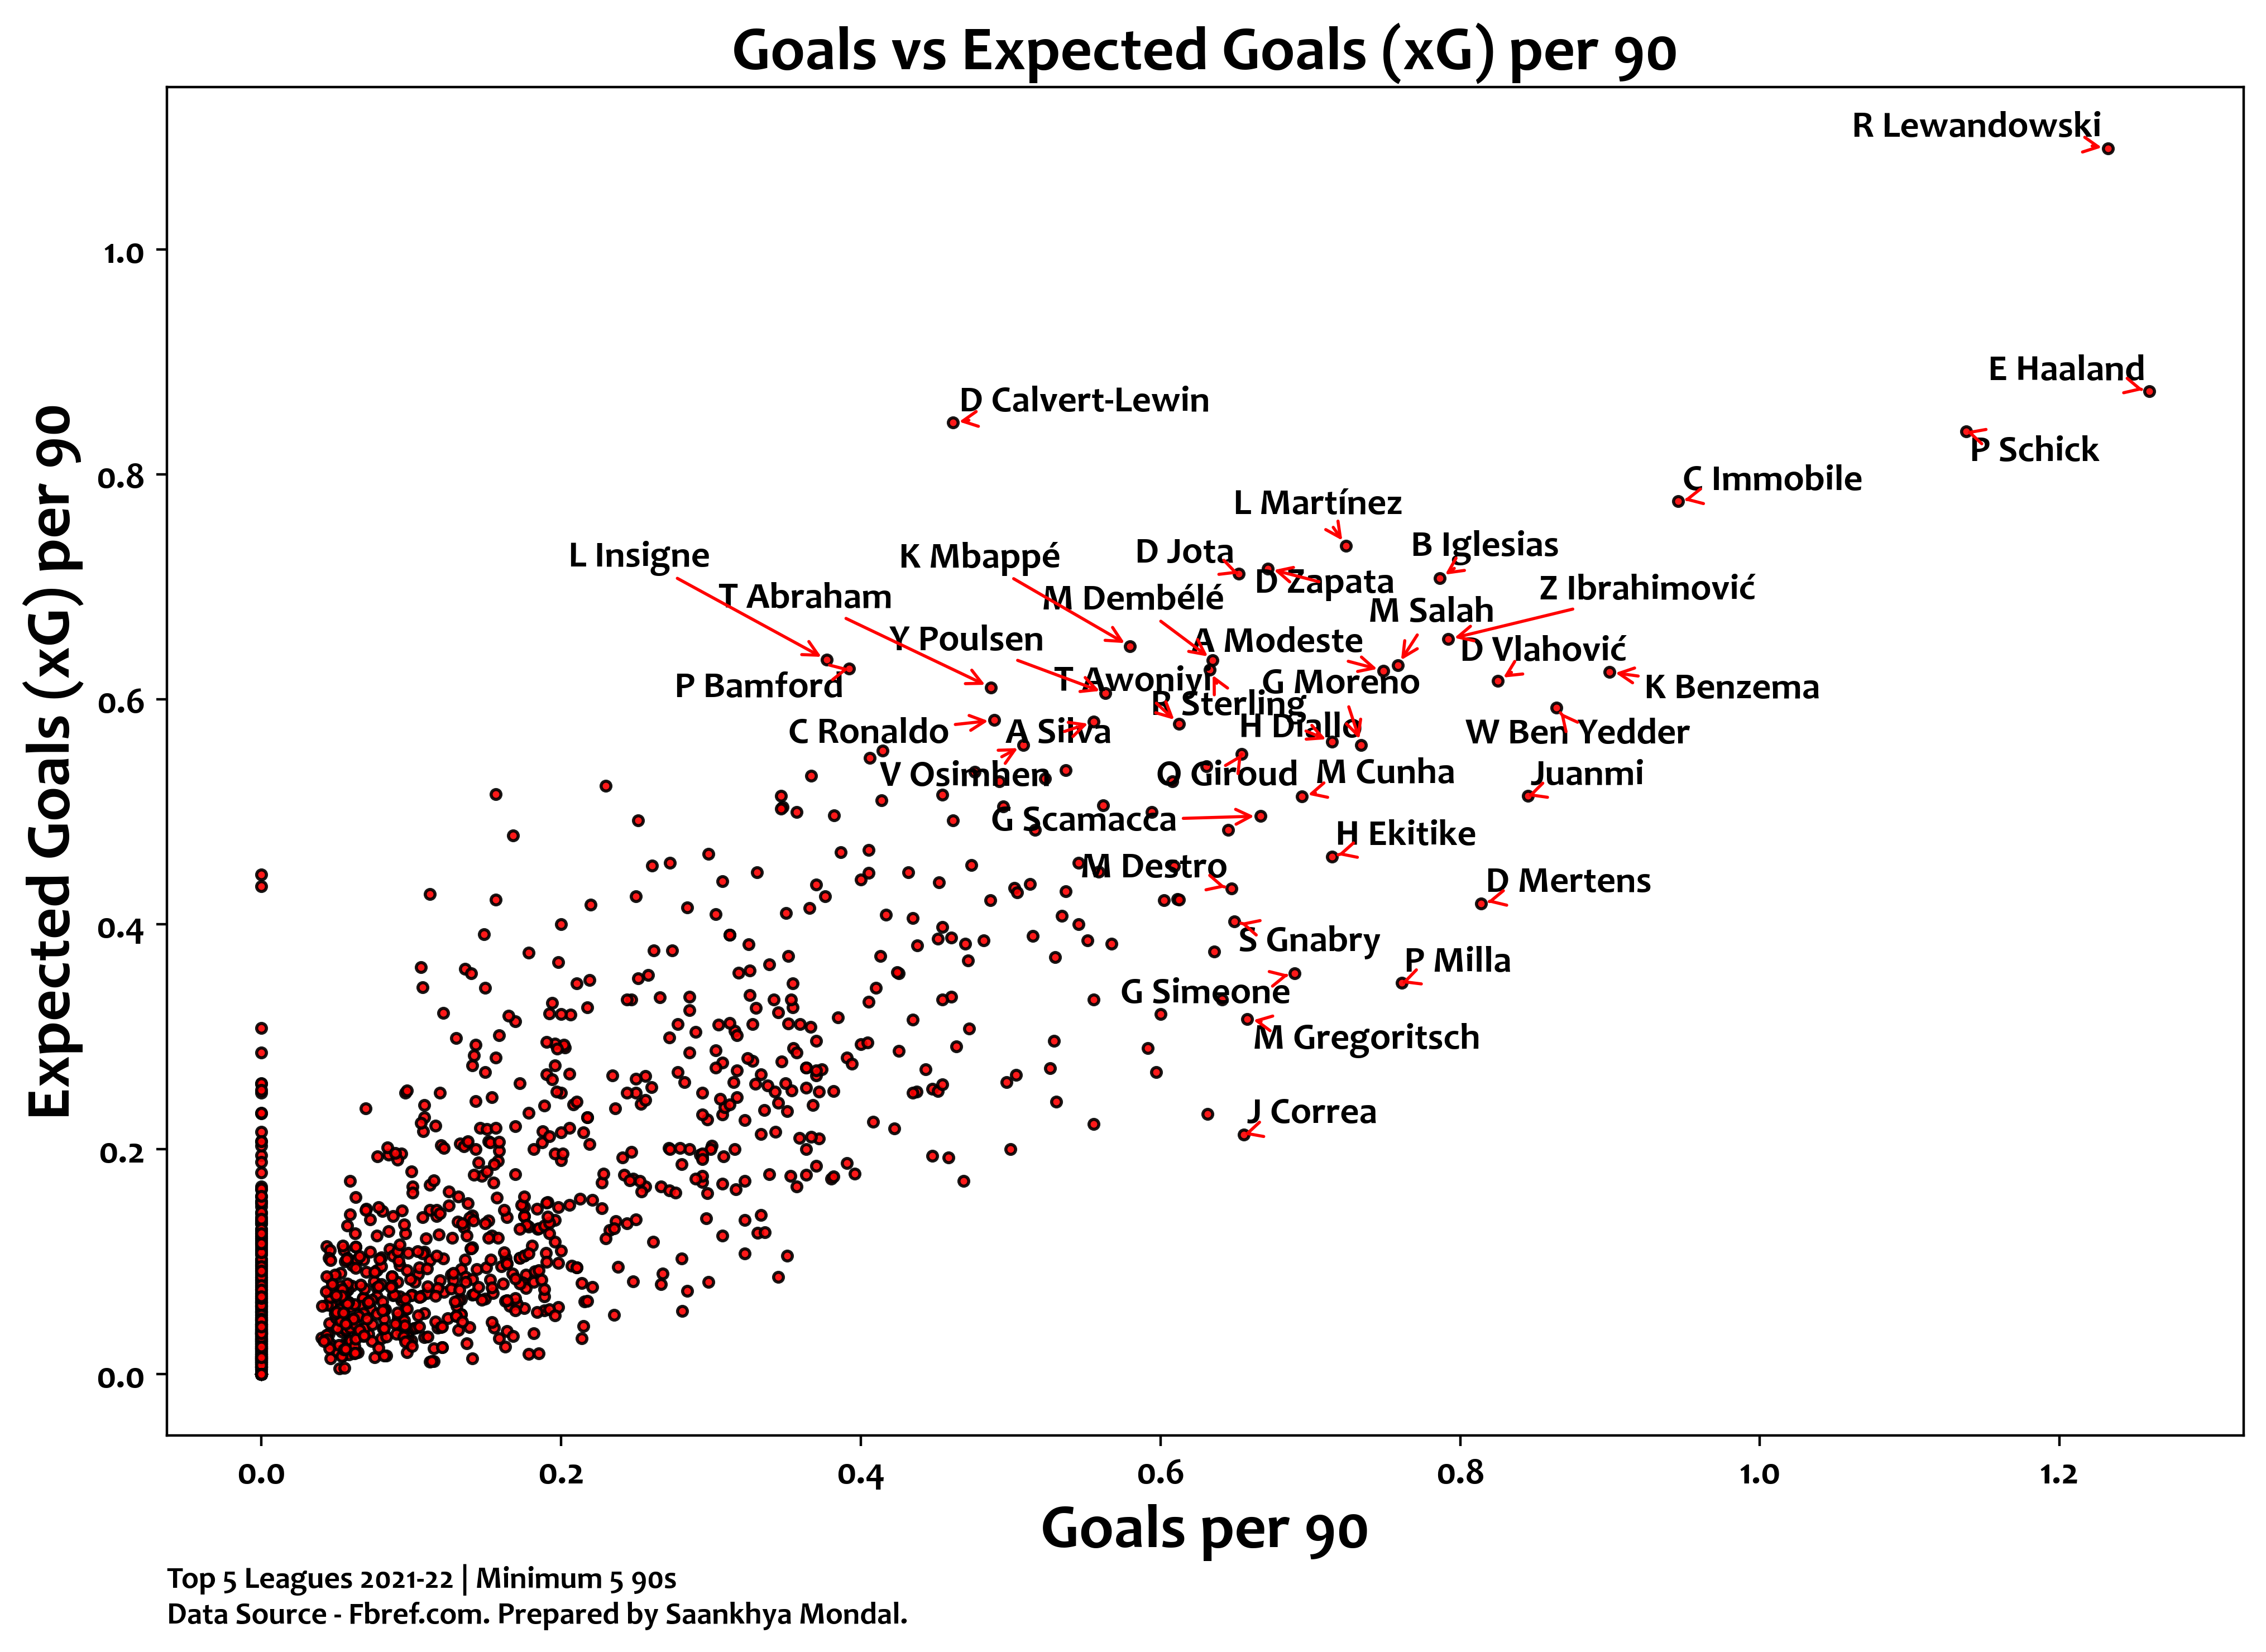 Goals vs Expected Goals (xG) per 90
R Lewandowski
1.0
E Haaland
D Calvert-Lewin
P Schick
0.8
C Immobile
L Martínez
B Iglesias
D Jota
L Insigne
K Mbappé
D Zapata
Z Ibrahimović
T Abraham
M Dembélé
M Salah
Y Poulsen
A Modeste
D Vlahović
T Awoniyi
G Moreno
P Bamford
K Benzema
0.6
R Sterling
H Diallo
C Ronaldo
A Silva
W Ben Yedder
V Osimhen
O Giroud
M Cunha
Juanmi
G Scamacca
H Ekitike
M Destro
D Mertens
0.4
S Gnabry
P Milla
G Simeone
M Gregoritsch
J Correa
0.2
0.0
Expected Goals (xG) per 90
0.0 0.2 0.4 0.6 0.8 1.0 1.2
Goals per 90
Top 5 Leagues 2021-22 | Minimum 5 90s
Data Source - Fbref.com. Prepared by Saankhya Mondal.